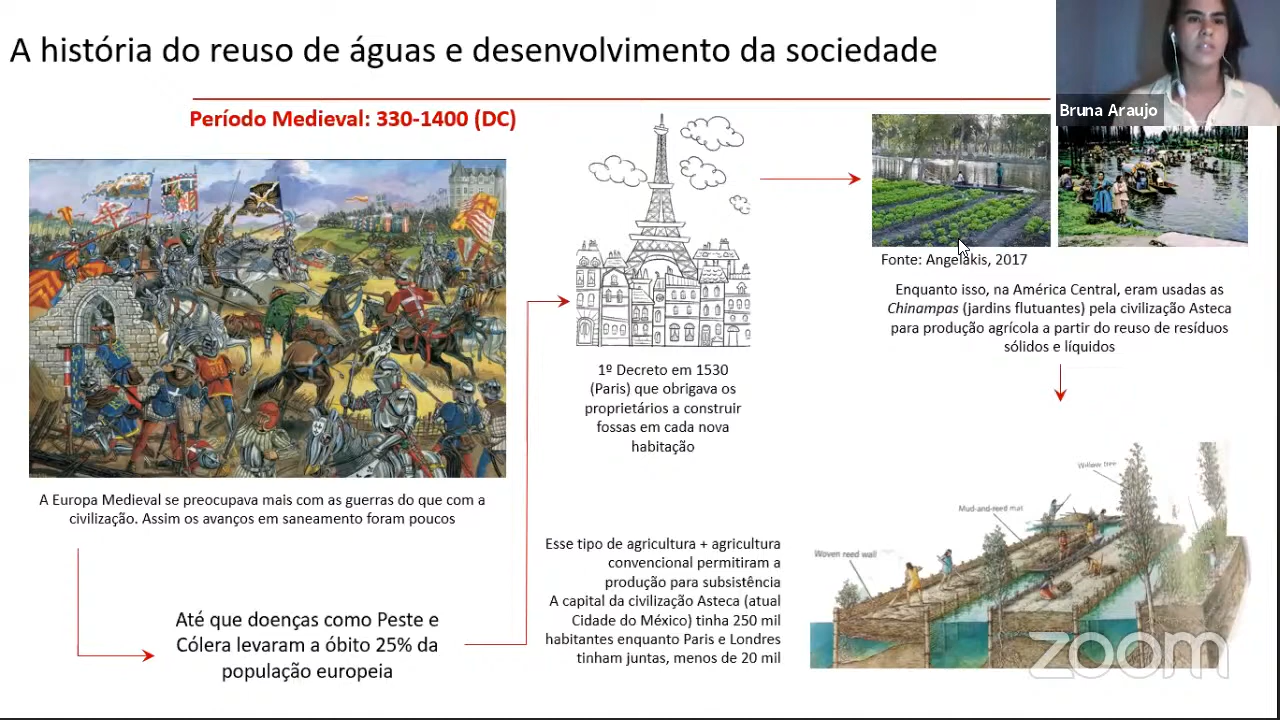 A história do reuso de águas e desenvolvimento da sociedade
Bruna Araujo
Período Medieval: 330-1400 (DC)
A Europa Medieval se preocupava mais com as guerras do que com a
civilização. Assim os avanços em saneamento foram poucos
Até que doenças como Peste e
Cólera levaram a óbito 25% da
população europeia
1º Decreto em 1530
(Paris) que obrigava os
proprietários a construir
fossas em cada nova
habitação
Fonte: Angelakis, 2017
Enquanto isso, na América Central, eram usadas as
Chinampas (jardins flutuantes) pela civilização Asteca
para produção agrícola a partir do reuso de resíduos
sólidos e líquidos
Esse tipo de agricultura + agricultura
convencional permitiram a
produção para subsistência
A capital da civilização Asteca (atual
Cidade do México) tinha 250 mil
habitantes enquanto Paris e Londres
tinham juntas, menos de 20 mil
Willow tree
Mud-and-reed mat
Woven reed wall
zoom